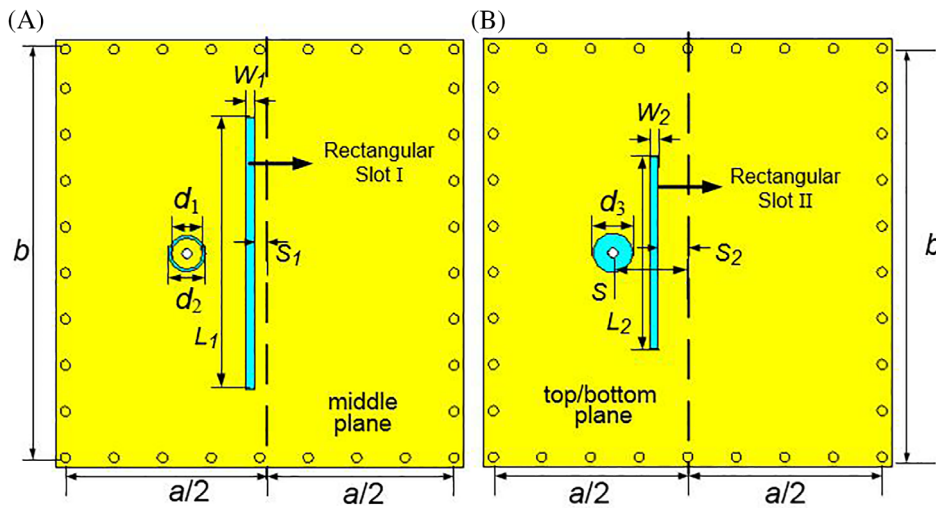 (A)
W1
Rectangular
Slot I
d1
b
S1
d2
L1
middle
plane
a/2
a/2
(B)
W2
Rectangular
Slot II
d3
b
S2
S
L2
top/bottom
plane
a/2
a/2